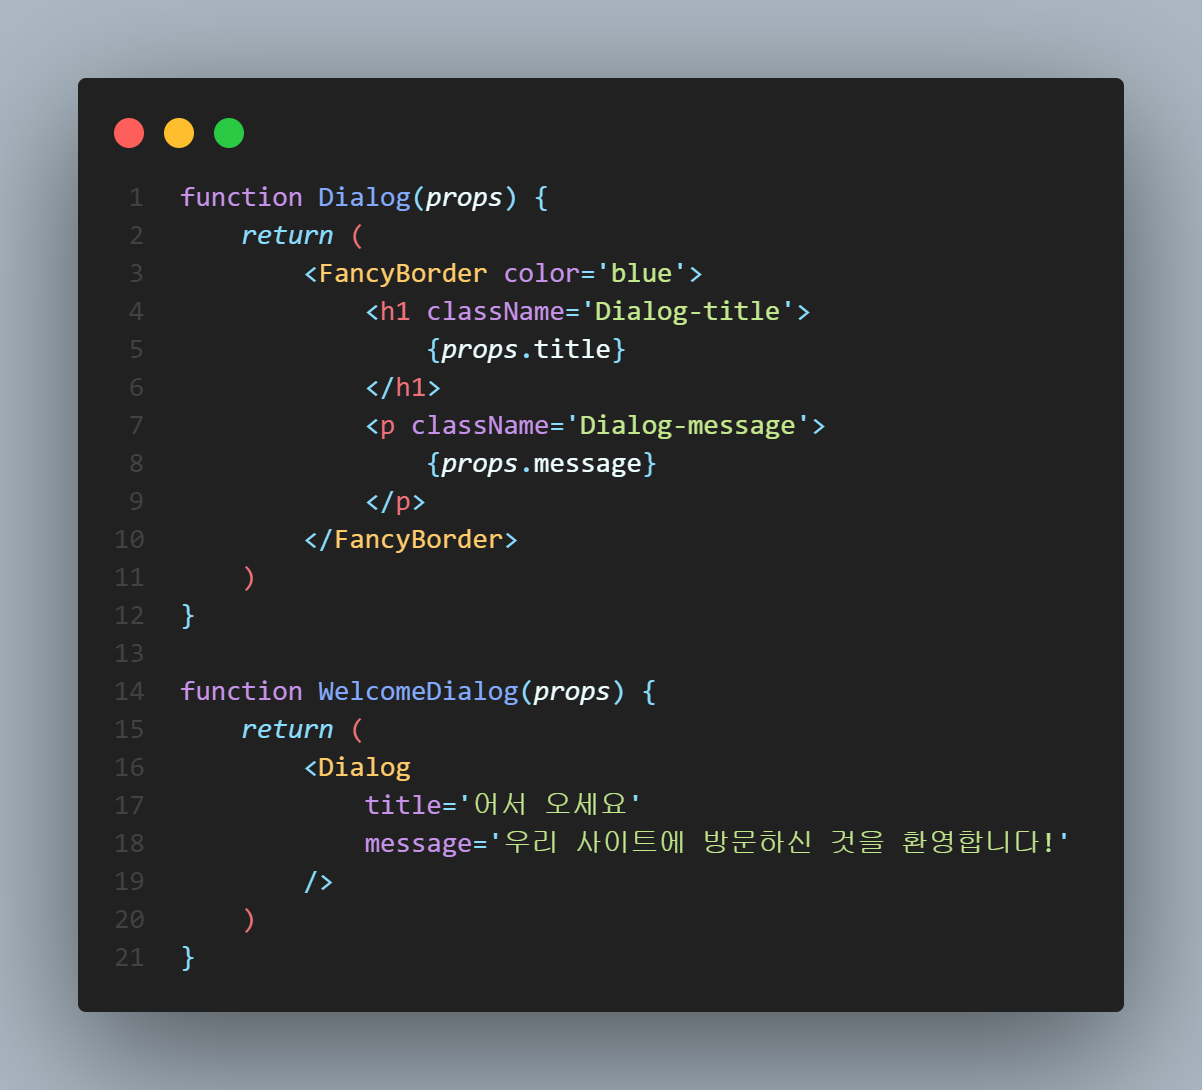 1 function Dialog(props) {
2     return (
3         <FancyBorder color='blue'>
4             <h1 className='Dialog-title'>
5                 {props.title}
6             </h1>
7             <p className='Dialog-message'>
8                 {props.message}
9             </p>
10         </FancyBorder>
11     )
12 }
13
14 function WelcomeDialog(props) {
15     return (
16         <Dialog
17             title='어서 오세요'
18             message='우리 사이트에 방문하신 것을 환영합니다!'
19         />
20     )
21 }